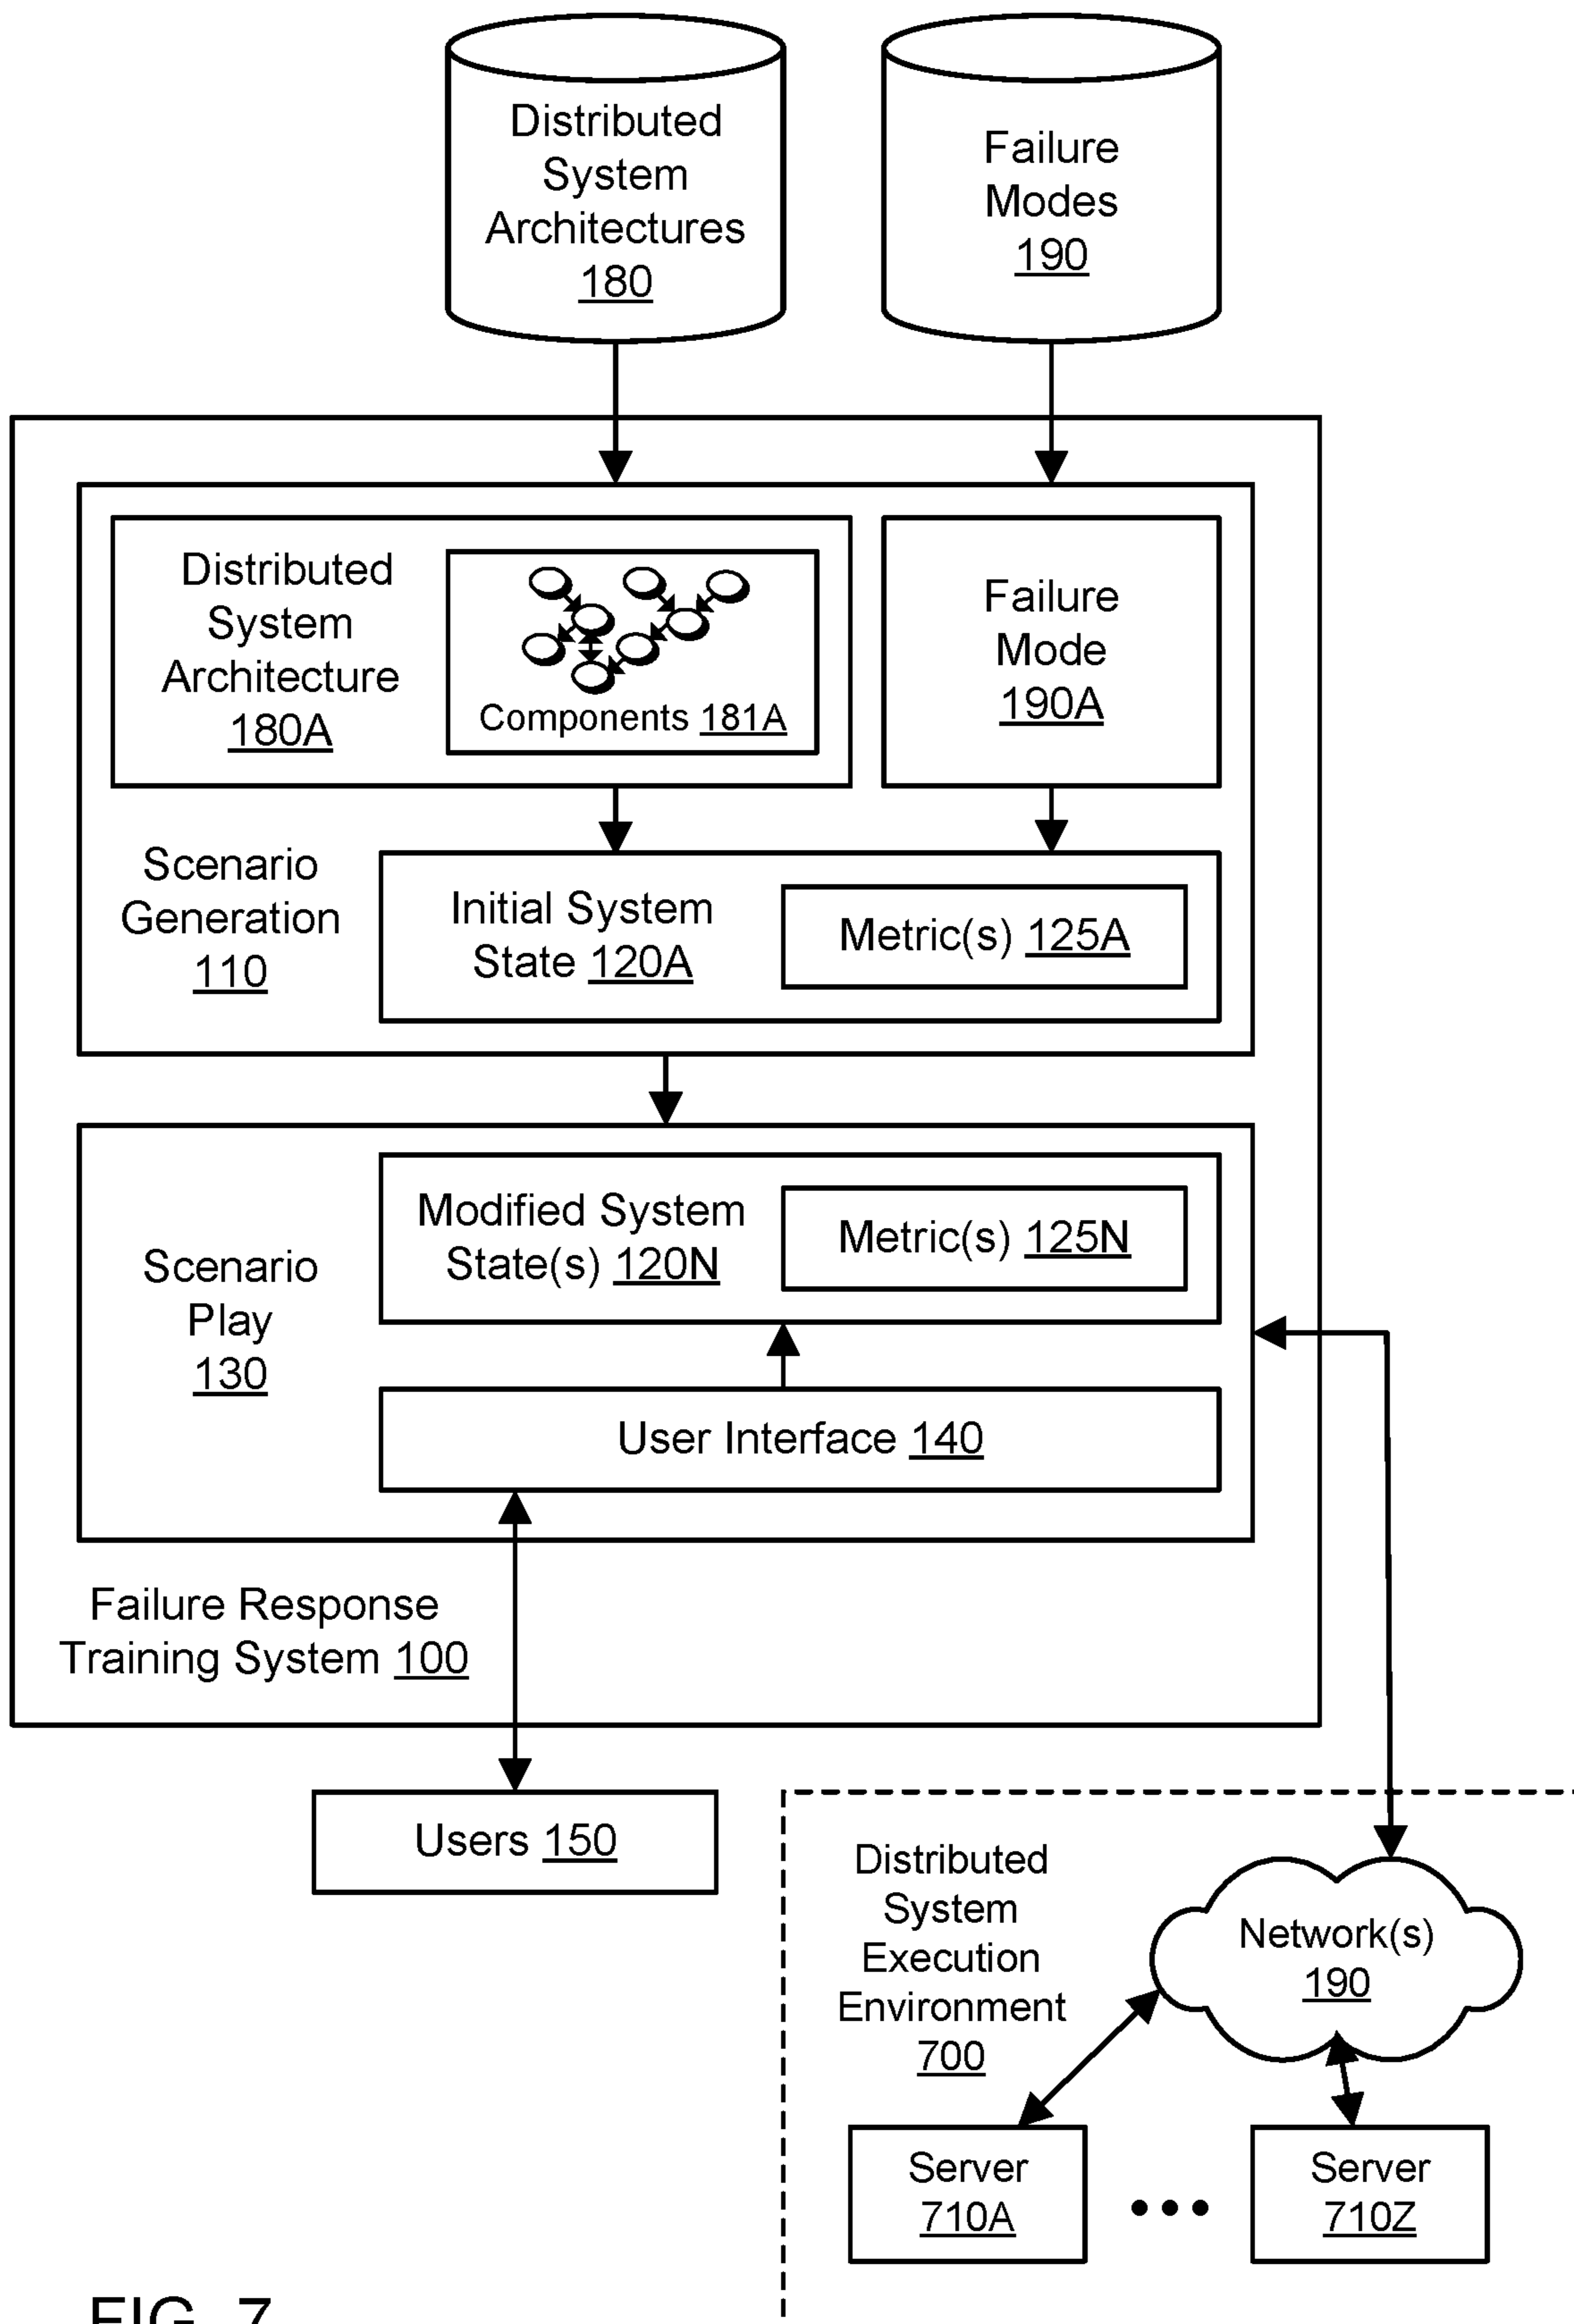 Distributed
System
Architectures
180
Failure
Modes
190
Distributed
System
Architecture
180A
Components 181A
Failure
Mode
190A
Scenario
Generation
110
Initial System
State 120A
Metric(s) 125A
Scenario
Play
130
Modified System
State(s) 120N
Metric(s) 125N
User Interface 140
Failure Response
Training System 100
Users 150
Distributed
System
Execution
Environment
700
Network(s)
190
Server
710A
Server
710Z
FIG. 7